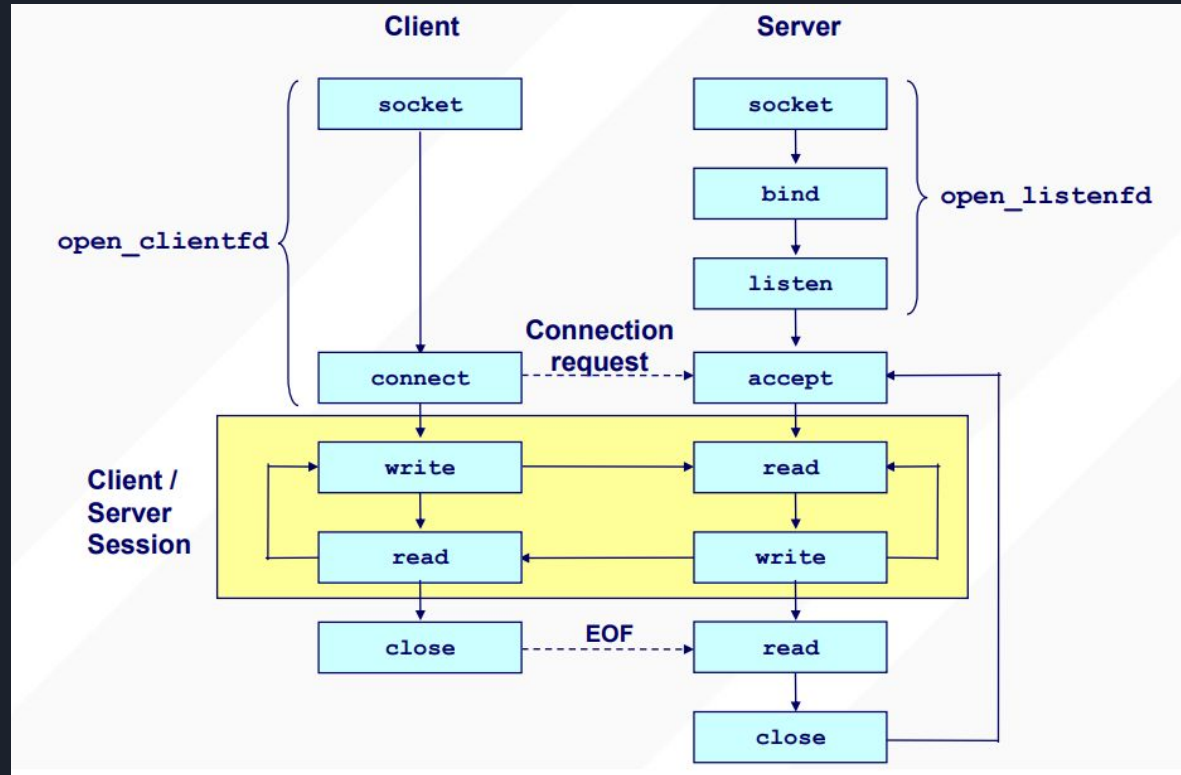 Client
Server
socket
socket
bind
open_listenfd
open_clientfd
listen
Connection
request
connect
accept
Client /
Server
Session
write
read
read
write
close
EOF
read
close